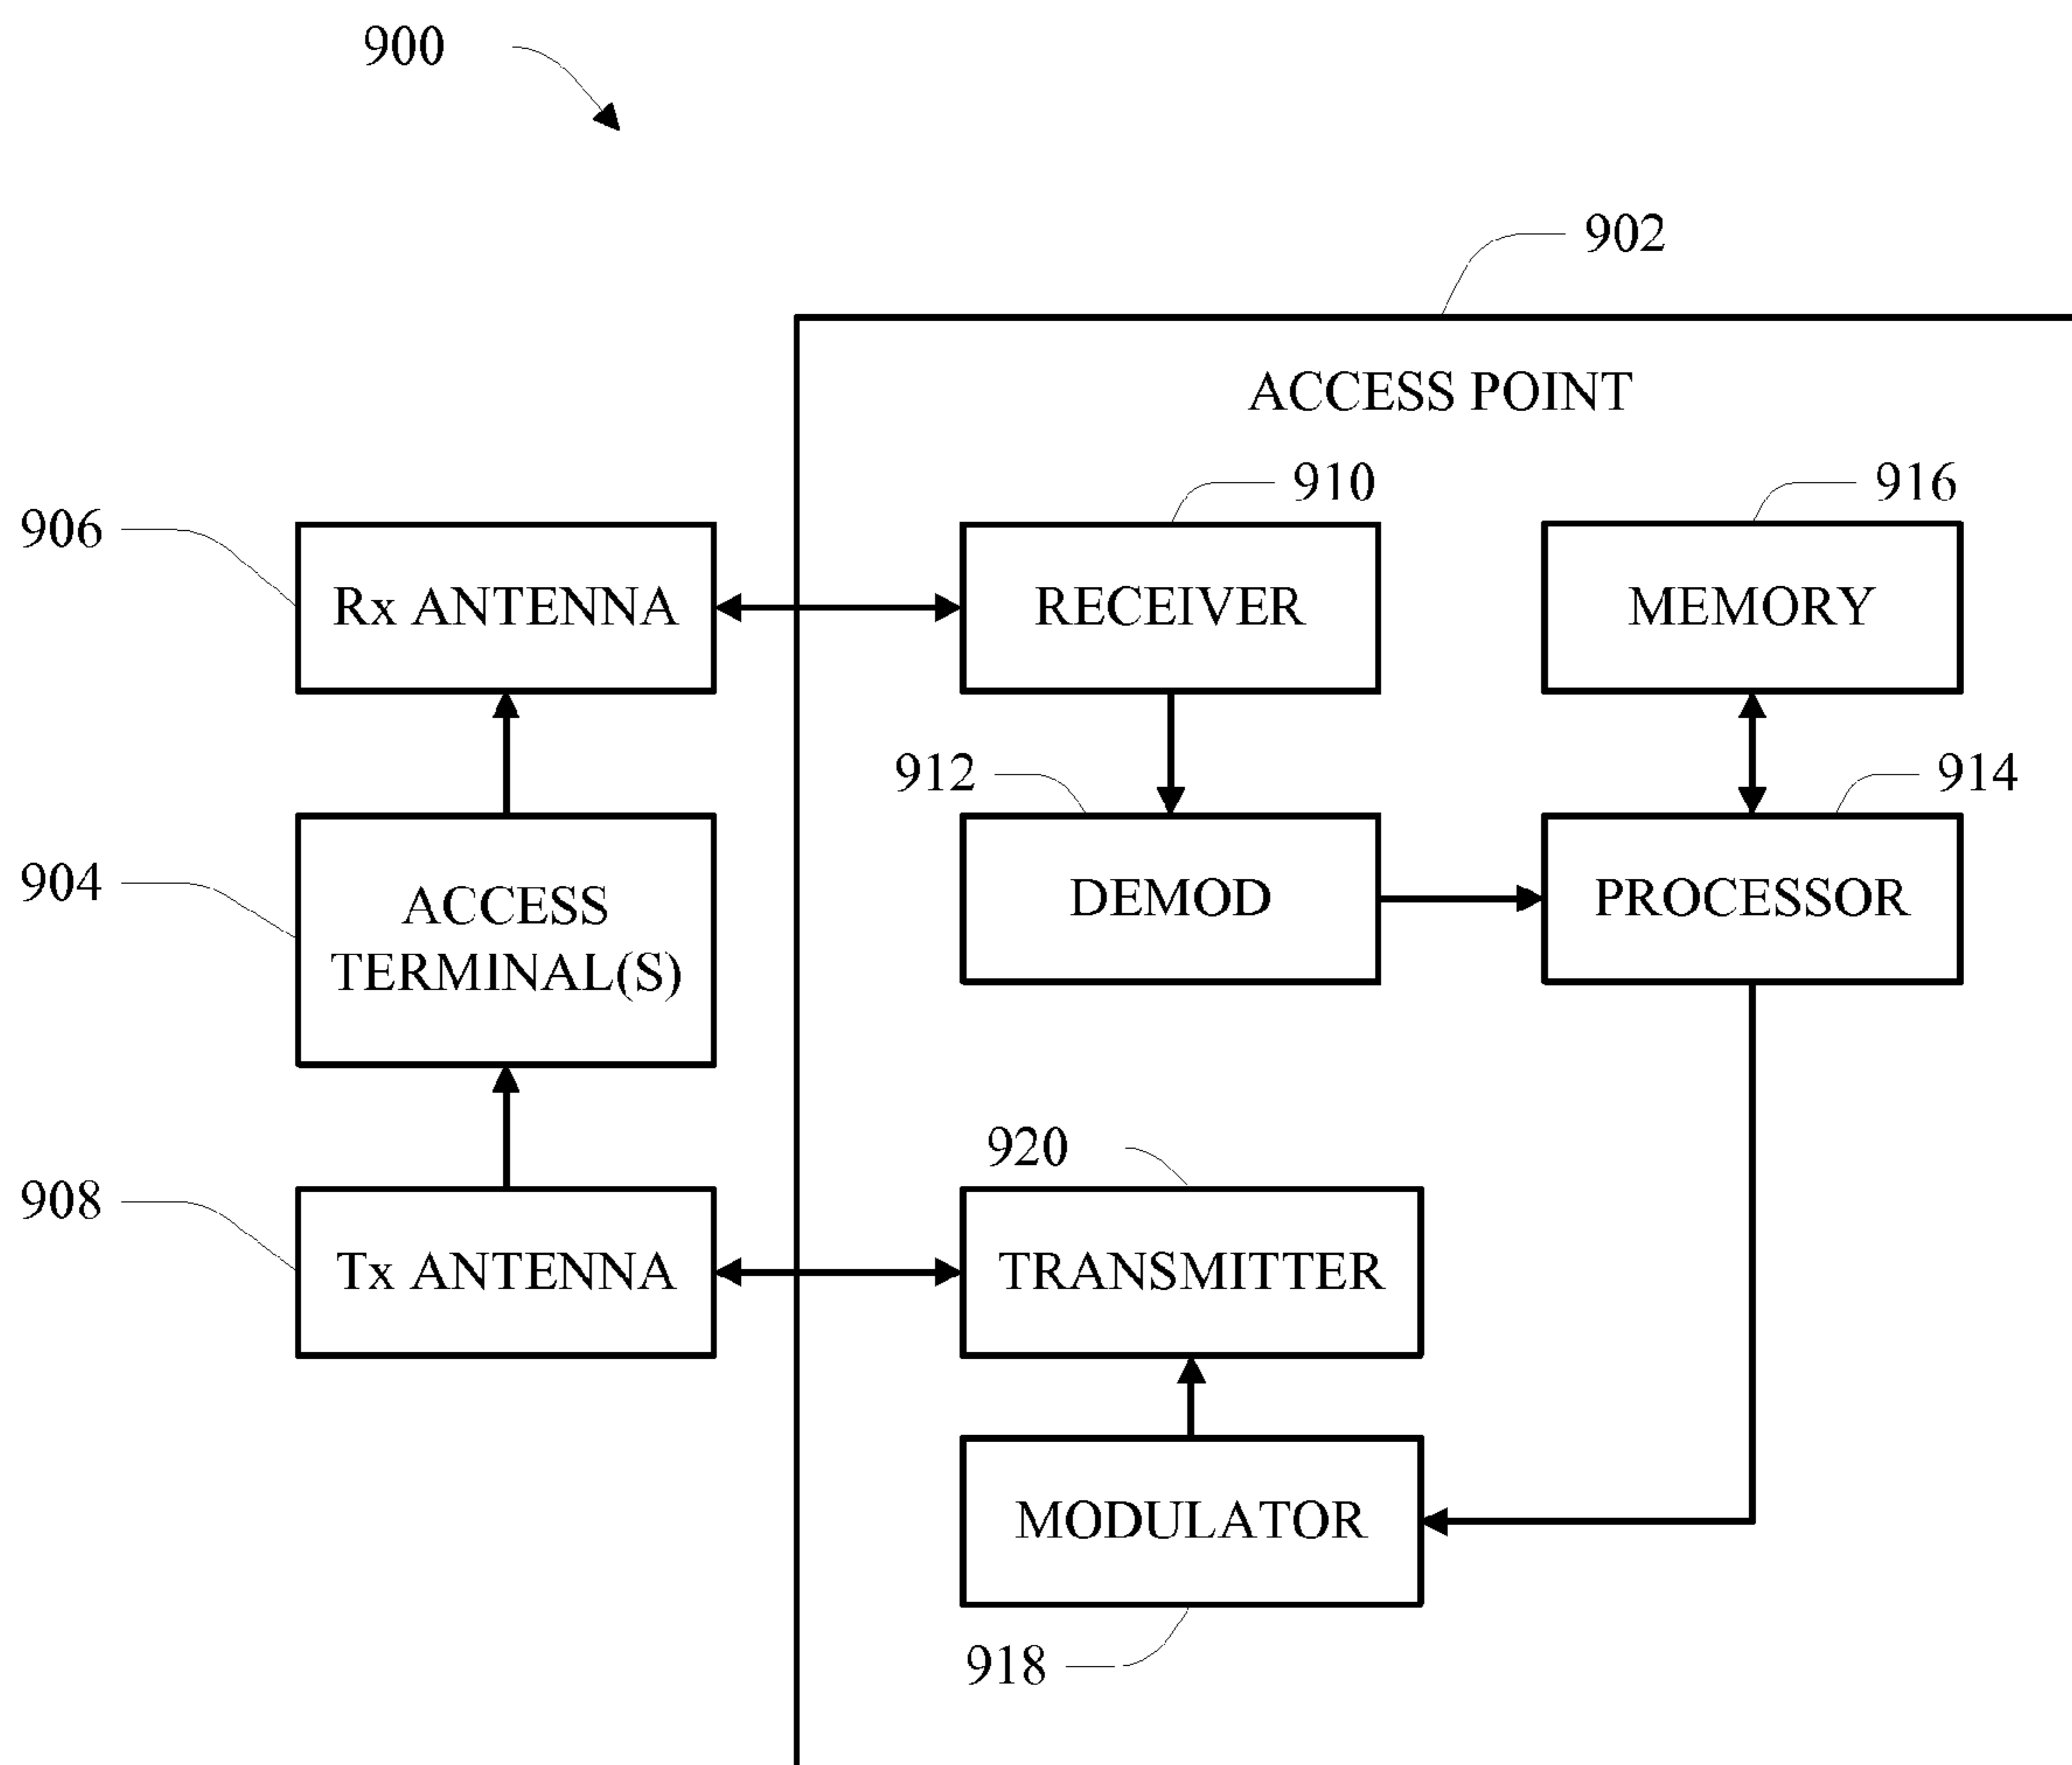 900
902
ACCESS POINT
910
916
906
Rx ANTENNA
RECEIVER
MEMORY
912
914
904
ACCESS
TERMINAL(S)
DEMOD
PROCESSOR
920
908
Tx ANTENNA
TRANSMITTER
MODULATOR
918